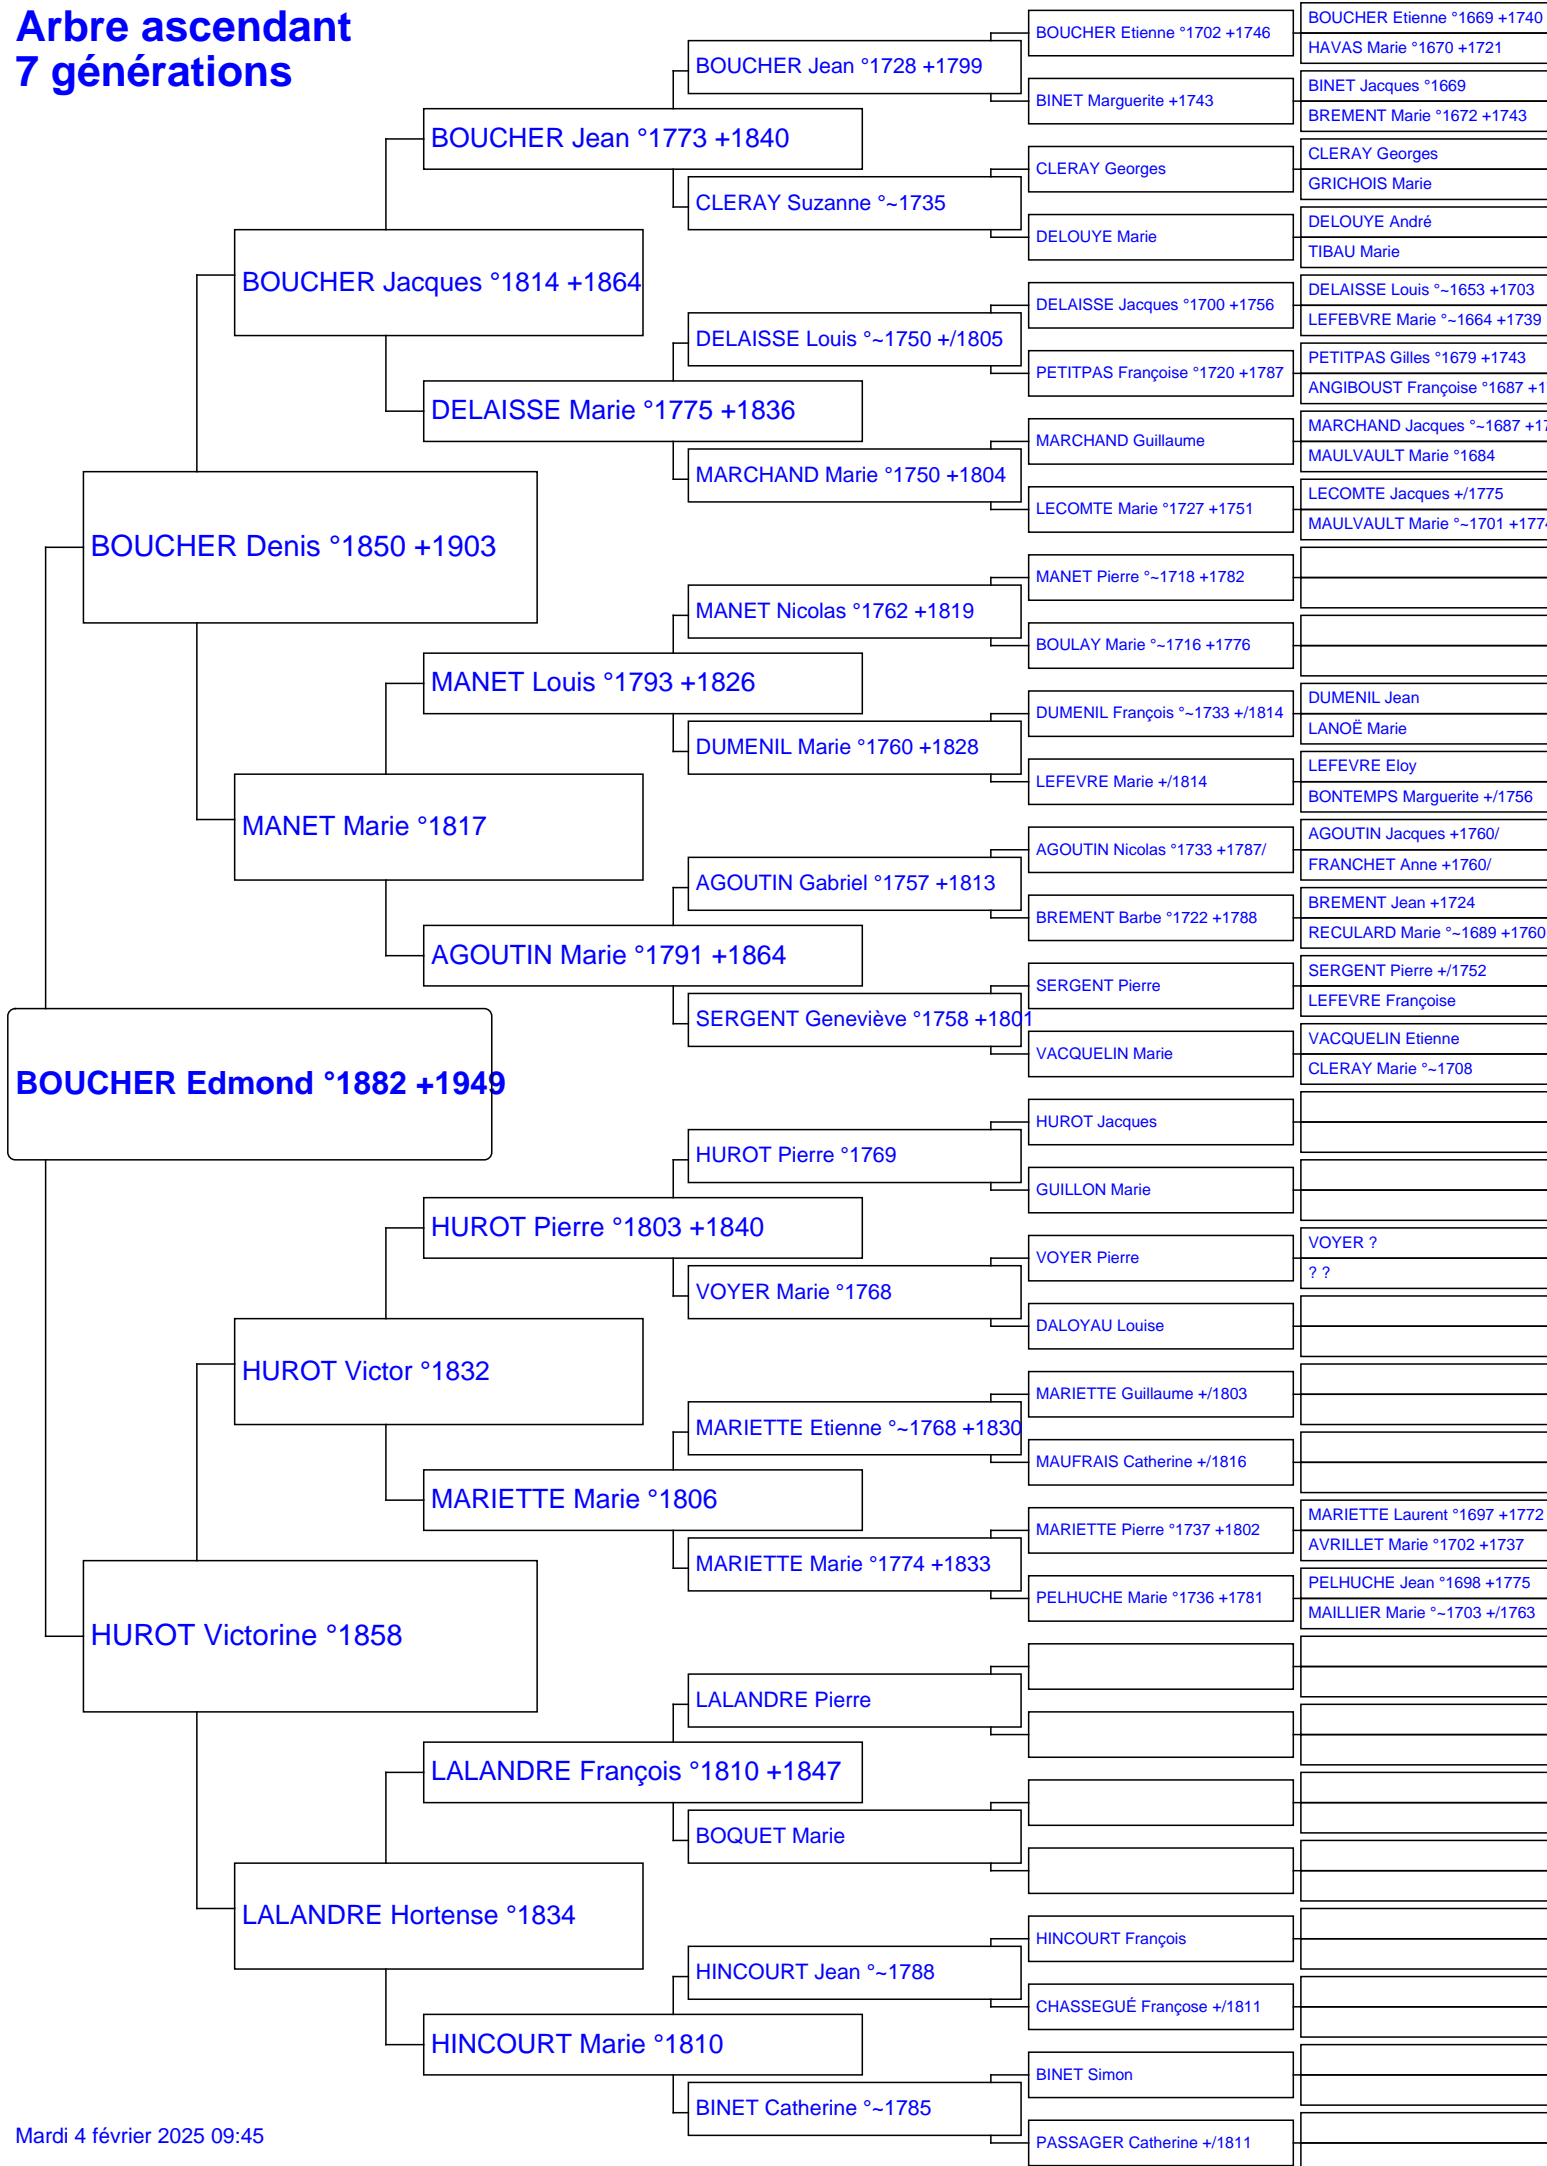 Arbre ascendant
7 générations
BOUCHER Edmond °1882 +1949
BOUCHER Denis °1850 +1903
HUROT Victorine °1858
BOUCHER Jacques °1814 +1864
MANET Marie °1817
HUROT Victor °1832
LALANDRE Hortense °1834
BOUCHER Jean °1773 +1840
DELAISSE Marie °1775 +1836
MANET Louis °1793 +1826
AGOUTIN Marie °1791 +1864
HUROT Pierre °1803 +1840
MARIETTE Marie °1806
LALANDRE François °1810 +1847
HINCOURT Marie °1810
BOUCHER Jean °1728 +1799
CLERAY Suzanne °~1735
DELAISSE Louis °~1750 +/1805
MARCHAND Marie °1750 +1804
MANET Nicolas °1762 +1819
DUMENIL Marie °1760 +1828
AGOUTIN Gabriel °1757 +1813
SERGENT Geneviève °1758 +1801
HUROT Pierre °1769
VOYER Marie °1768
MARIETTE Etienne °~1768 +1830
MARIETTE Marie °1774 +1833
LALANDRE Pierre
BOQUET Marie
HINCOURT Jean °~1788
BINET Catherine °~1785
BOUCHER Etienne °1702 +1746
BINET Marguerite +1743
CLERAY Georges
DELOUYE Marie
DELAISSE Jacques °1700 +1756
PETITPAS Françoise °1720 +1787
MARCHAND Guillaume
LECOMTE Marie °1727 +1751
MANET Pierre °~1718 +1782
BOULAY Marie °~1716 +1776
DUMENIL François °~1733 +/1814
LEFEVRE Marie +/1814
AGOUTIN Nicolas °1733 +1787/
BREMENT Barbe °1722 +1788
SERGENT Pierre
VACQUELIN Marie
HUROT Jacques
GUILLON Marie
VOYER Pierre
DALOYAU Louise
MARIETTE Guillaume +/1803
MAUFRAIS Catherine +/1816
MARIETTE Pierre °1737 +1802
PELHUCHE Marie °1736 +1781
HINCOURT François
CHASSEGUÉ Françose +/1811
BINET Simon
PASSAGER Catherine +/1811
BOUCHER Etienne °1669 +1740
HAVAS Marie °1670 +1721
BINET Jacques °1669
BREMENT Marie °1672 +1743
CLERAY Georges
GRICHOIS Marie
DELOUYE André
TIBAU Marie
DELAISSE Louis °~1653 +1703
LEFEBVRE Marie °~1664 +1739
PETITPAS Gilles °1679 +1743
ANGIBOUST Françoise °1687
MARCHAND Jacques °~1687
MAULVAULT Marie °1684
LECOMTE Jacques +/1775
MAULVAULT Marie °~1701 +1774
DUMENIL Jean
LANOË Marie
LEFEVRE Eloy
BONTEMPS Marguerite +/1756
AGOUTIN Jacques +1760/
FRANCHET Anne +1760/
BREMENT Jean +1724
RECULARD Marie °~1689 +1760
SERGENT Pierre +/1752
LEFEVRE Françoise
VACQUELIN Etienne
CLERAY Marie °~1708
VOYER ?
? ?
MARIETTE Laurent °1697 +1772
AVRILLET Marie °1702 +1737
PELHUCHE Jean °1698 +1775
MAILLIER Marie °~1703 +/1763
Mardi 4 février 2025 09:45